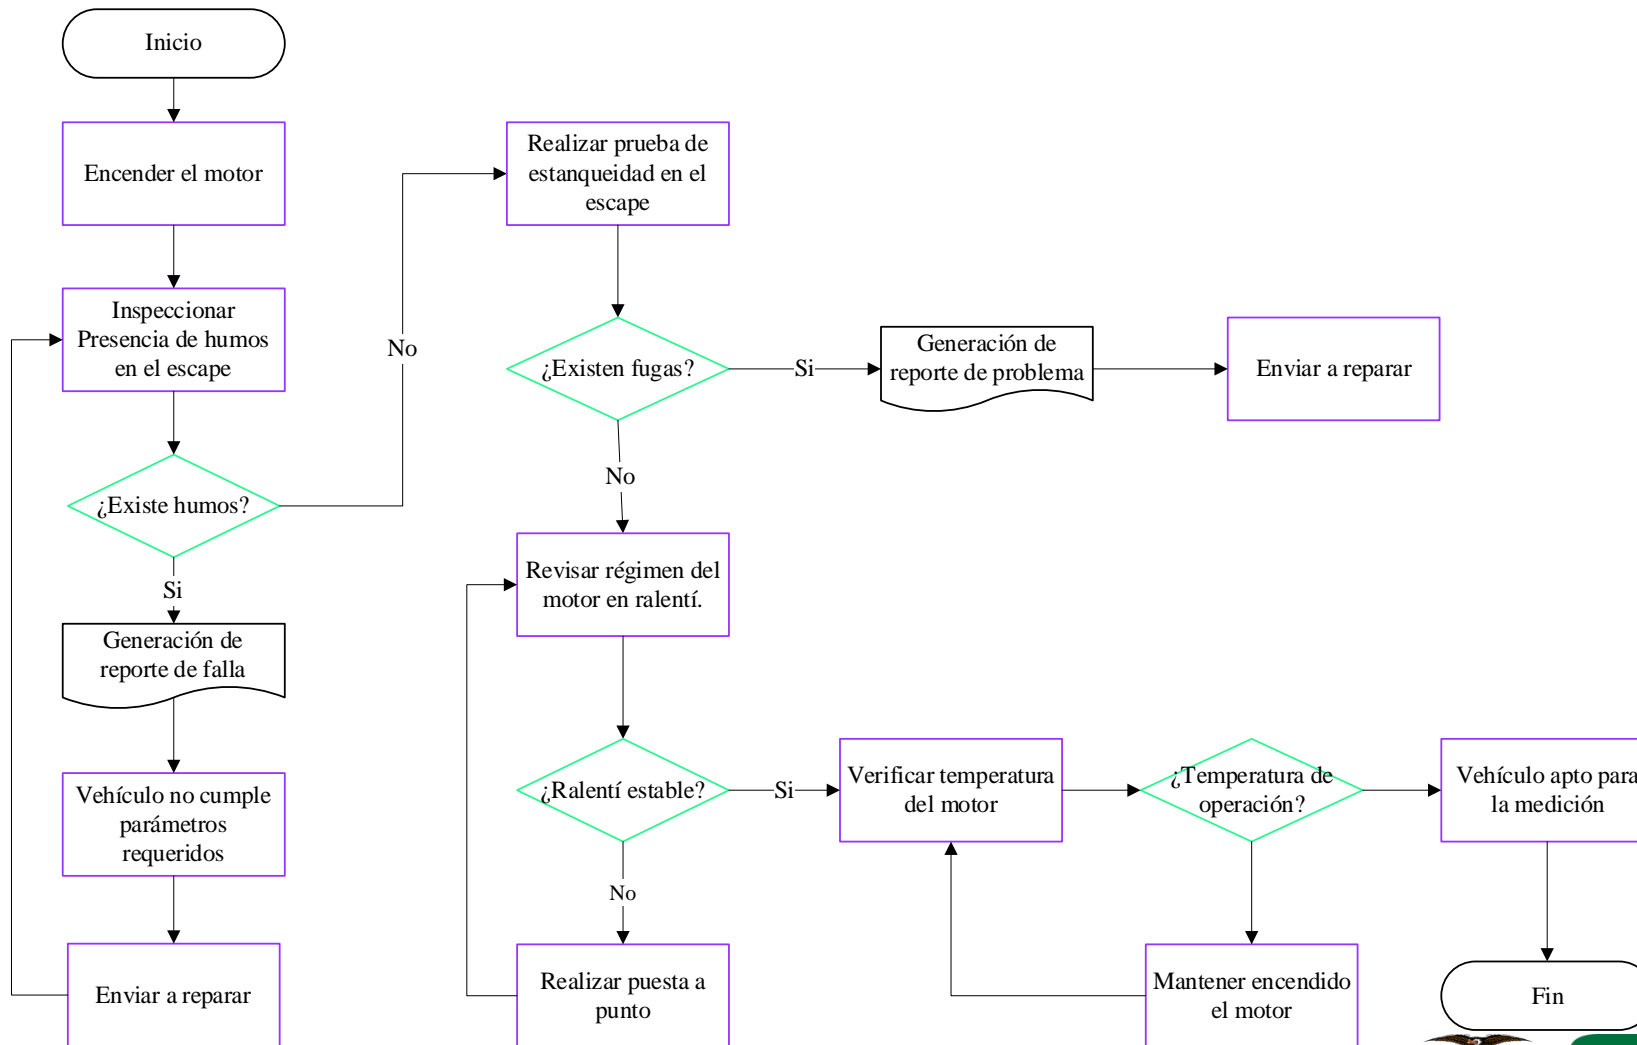 Inicio
Encender el motor
Inspeccionar
Presencia de humos
en el escape
¿Existe humos?
Si
No
Generación de
reporte de falla
Vehículo no cumple
parámetros
requeridos
Enviar a reparar
Realizar prueba de
estanqueidad en el
escape
¿Existen fugas?
Si
Generación de
reporte de problema
Enviar a reparar
No
Revisar régimen del
motor en ralentí.
¿Ralentí estable?
Si
No
Realizar puesta a
punto
Verificar temperatura
del motor
¿Temperatura de
operación?
Mantener encendido
el motor
Vehículo apto para
la medición
Fin